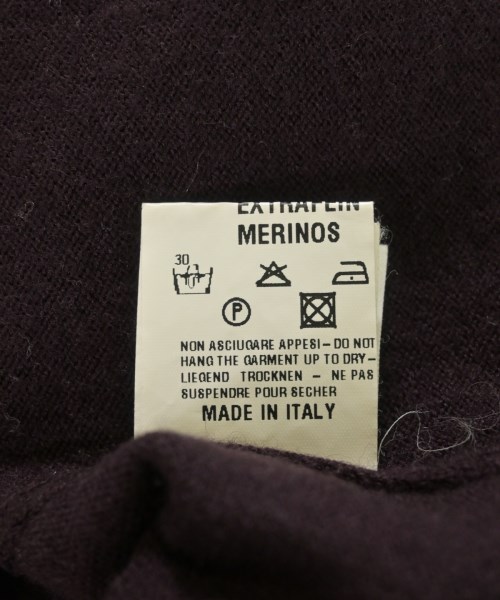 EXTRAFEIN
MERINOS
30
P
NON ASCIUGARE APPESI – DO NOT
HANG THE GARMENT UP TO DRY –
LIEGEND TROCKNEN – NE PAS
SUSPENDRE POUR SECHER
MADE IN ITALY